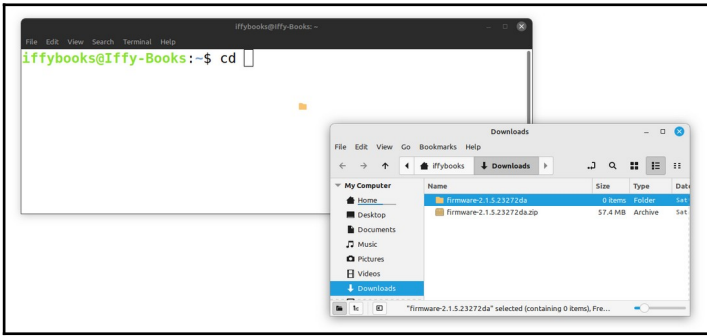 iffybooks@Iffy-Books: ~
File Edit View Search Terminal Help
iffybooks@Iffy-Books:~$ cd
Downloads
File Edit View Go Bookmarks Help
iffybooks Downloads
My Computer
Name Size Type Date
Home
firmware-2.1.5.23272da 0 items Folder Sat
Desktop
firmware-2.1.5.23272da.zip 57.4 MB Archive Sat
Documents
Music
Pictures
Videos
Downloads
"firmware-2.1.5.23272da" selected (containing 0 items), Fre...